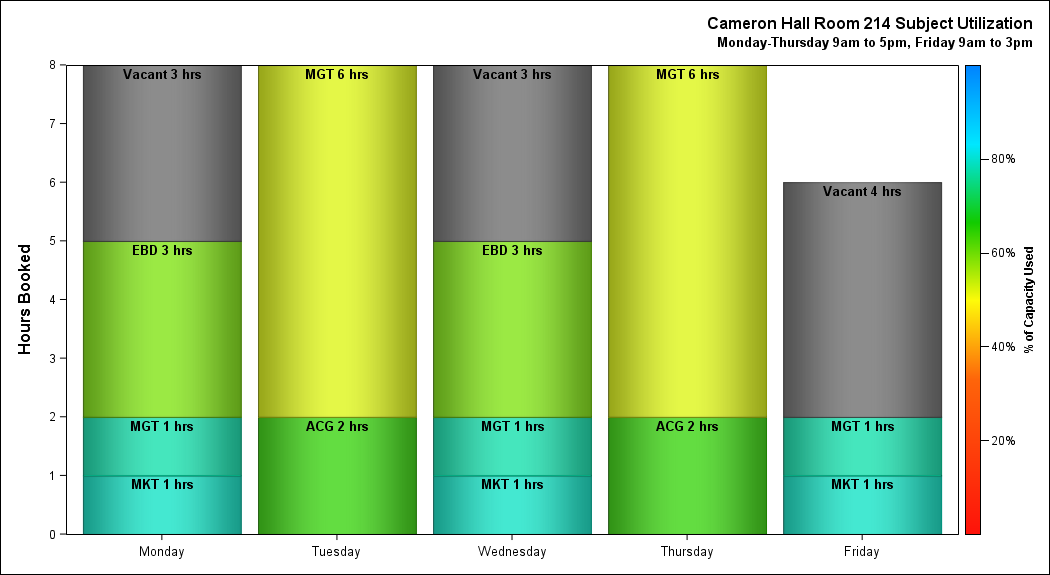 Cameron Hall Room 214 Subject Utilization
Monday-Thursday 9am to 5pm, Friday 9am to 3pm
Hours Booked
8
7
6
5
4
3
2
1
0
Vacant 3 hrs
EBD 3 hrs
MGT 1 hrs
MKT 1 hrs
MGT 6 hrs
ACG 2 hrs
Vacant 3 hrs
EBD 3 hrs
MGT 1 hrs
MKT 1 hrs
MGT 6 hrs
ACG 2 hrs
Vacant 4 hrs
MGT 1 hrs
MKT 1 hrs
Monday
Tuesday
Wednesday
Thursday
Friday
80%
60%
40%
20%
% of Capacity Used